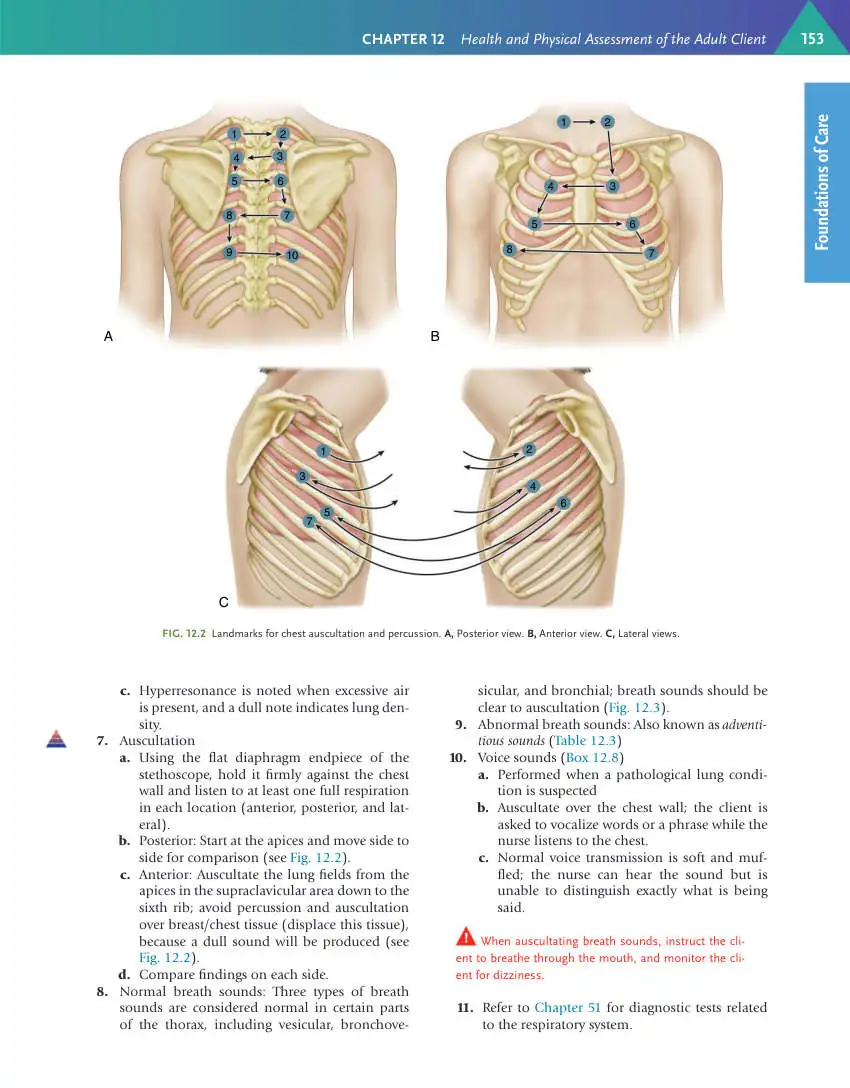 CHAPTER 12 Health and Physical Assessment of the Adult Client 153
Foundations of Care
1 2
4 3
5 6
8 7
9 10
A
1 2
4 3
5 6
8 7
B
1 2
3 4
5 6
7
C
FIG. 12.2 Landmarks for chest auscultation and percussion. A, Posterior view. B, Anterior view. C, Lateral views.
c. Hyperresonance is noted when excessive air
is present, and a dull note indicates lung den-
sity.
7. Auscultation
a. Using the flat diaphragm endpiece of the
stethoscope, hold it firmly against the chest
wall and listen to at least one full respiration
in each location (anterior, posterior, and lat-
eral).
b. Posterior: Start at the apices and move side to
side for comparison (see Fig. 12.2).
c. Anterior: Auscultate the lung fields from the
apices in the supraclavicular area down to the
sixth rib; avoid percussion and auscultation
over breast/chest tissue (displace this tissue),
because a dull sound will be produced (see
Fig. 12.2).
d. Compare findings on each side.
8. Normal breath sounds: Three types of breath
sounds are considered normal in certain parts
of the thorax, including vesicular, bronchove-
sicular, and bronchial; breath sounds should be
clear to auscultation (Fig. 12.3).
9. Abnormal breath sounds: Also known as adventi-
tious sounds (Table 12.3)
10. Voice sounds (Box 12.8)
a. Performed when a pathological lung condi-
tion is suspected
b. Auscultate over the chest wall; the client is
asked to vocalize words or a phrase while the
nurse listens to the chest.
c. Normal voice transmission is soft and muf-
fled; the nurse can hear the sound but is
unable to distinguish exactly what is being
said.
When auscultating breath sounds, instruct the cli-
ent to breathe through the mouth, and monitor the cli-
ent for dizziness.
11. Refer to Chapter 51 for diagnostic tests related
to the respiratory system.